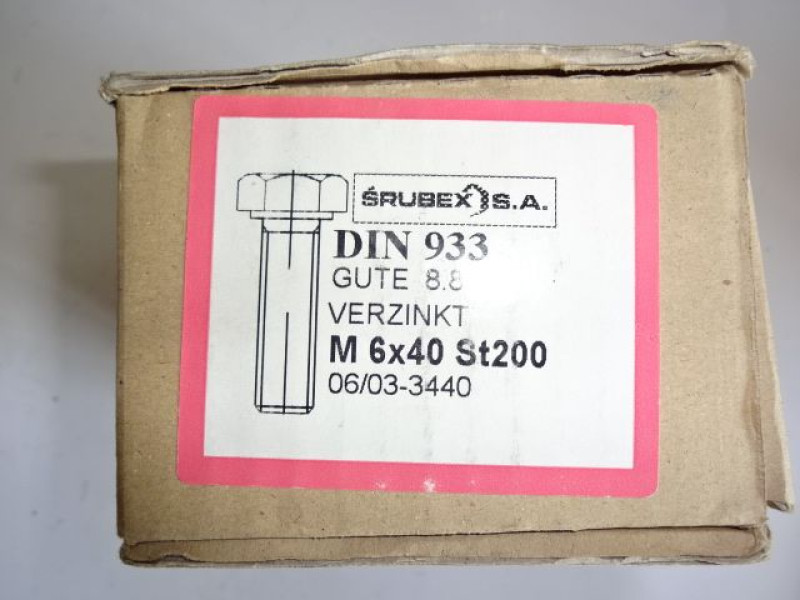 ŚRUBEX S.A.
DIN 933
GUTE 8.8
VERZINKT
M 6x40 St200
06/03-3440